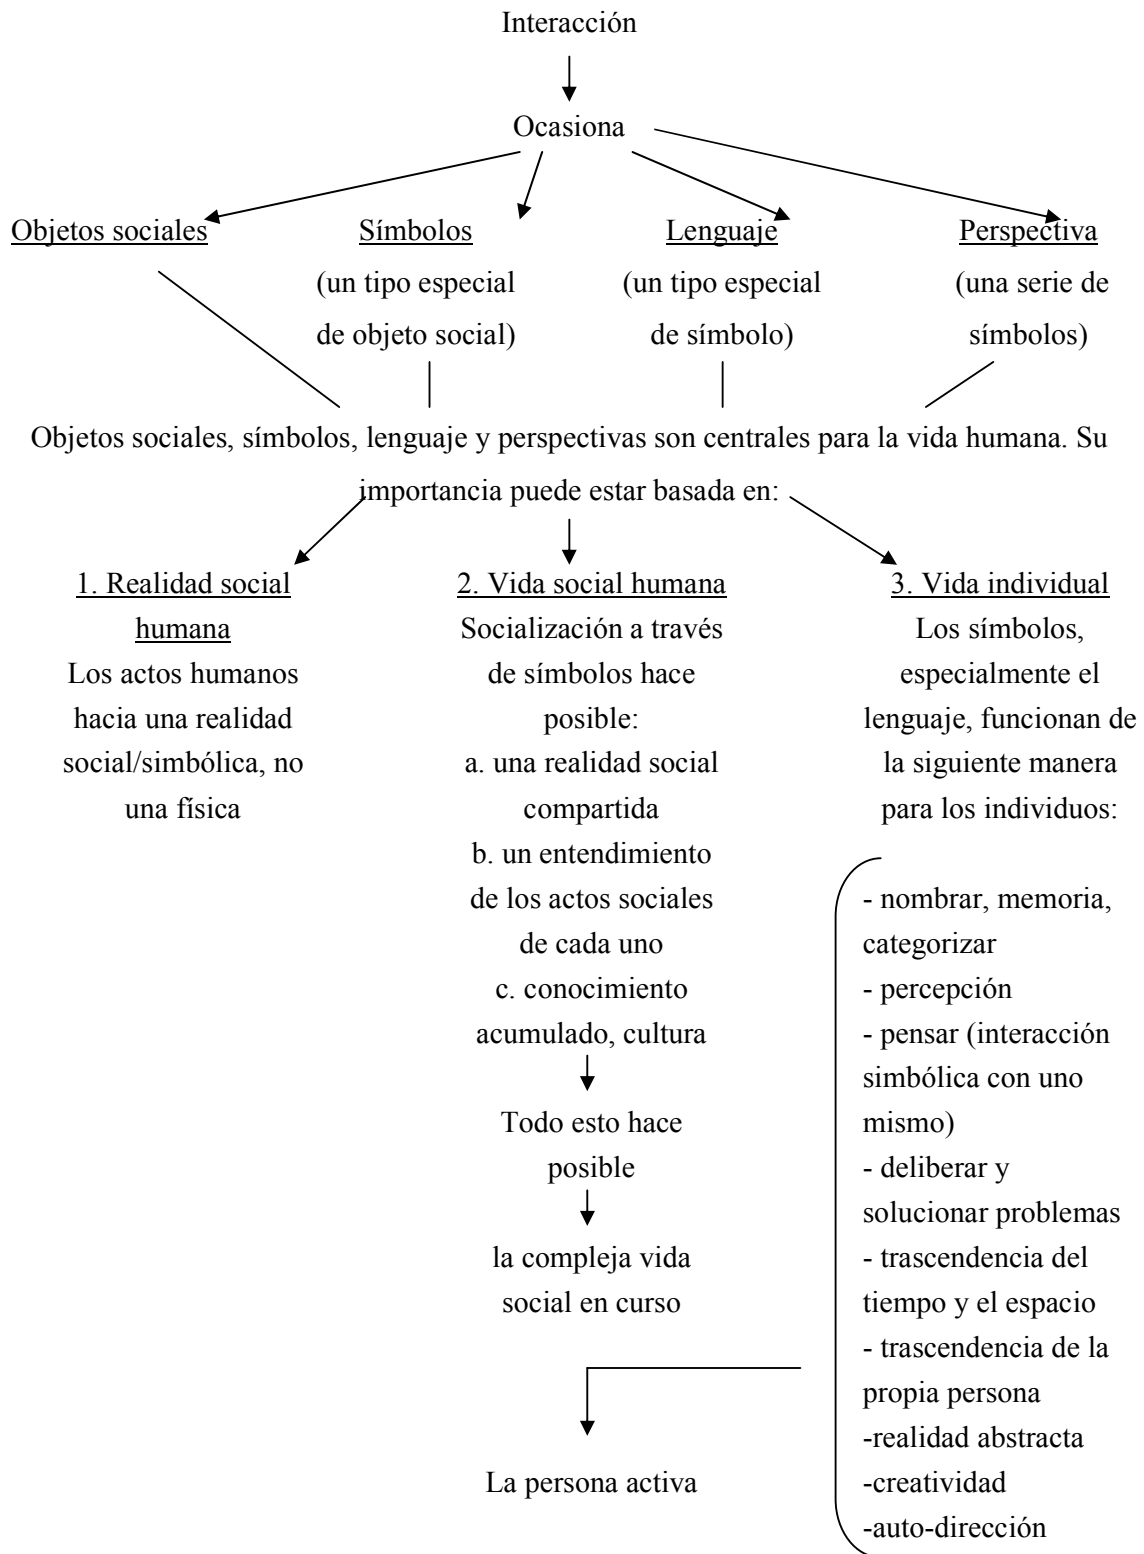 Interacción
Ocasiona
Objetos sociales
Símbolos
(un tipo especial
de objeto social)
Lenguaje
(un tipo especial
de símbolo)
Perspectiva
(una serie de
símbolos)
Objetos sociales, símbolos, lenguaje y perspectivas son centrales para la vida humana. Su
importancia puede estar basada en:
1. Realidad social
humana
Los actos humanos
hacia una realidad
social/simbólica, no
una física
2. Vida social humana
Socialización a través
de símbolos hace
posible:
a. una realidad social
compartida
b. un entendimiento
de los actos sociales
de cada uno
c. conocimiento
acumulado, cultura
Todo esto hace
posible
la compleja vida
social en curso
3. Vida individual
Los símbolos,
especialmente el
lenguaje, funcionan de
la siguiente manera
para los individuos:
- nombrar, memoria,
categorizar
- percepción
- pensar (interacción
simbólica con uno
mismo)
- deliberar y
solucionar problemas
- trascendencia del
tiempo y el espacio
- trascendencia de la
propia persona
-realidad abstracta
-creatividad
-auto-dirección
La persona activa